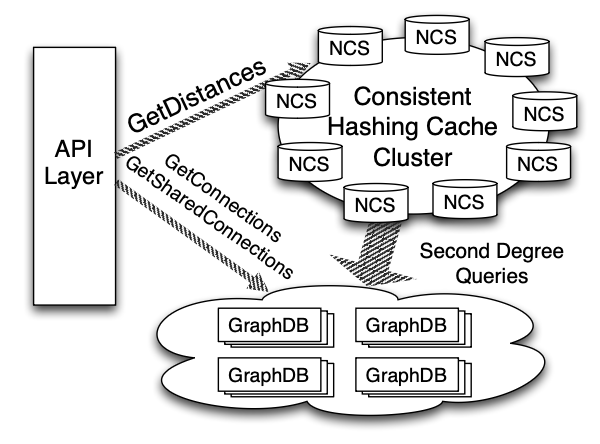 NCS
NCS
NCS
NCS
NCS
NCS
NCS
NCS
NCS
Consistent
Hashing Cache
Cluster
API
Layer
GetDistances
GetConnections
GetSharedConnections
Second Degree
Queries
GraphDB
GraphDB
GraphDB
GraphDB